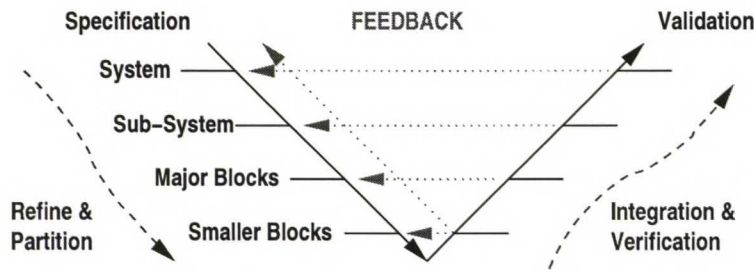 Specification FEEDBACK Validation
System
Sub-System
Major Blocks
Refine &
Partition
Smaller Blocks
Integration &
Verification